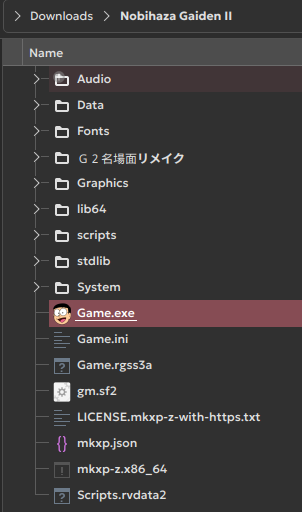 Downloads > Nobihaza Gaiden II
Name
Audio
Data
Fonts
Ｇ２名場面リメイク
Graphics
lib64
scripts
stdlib
System
Game.exe
Game.ini
Game.rgss3a
gm.sf2
LICENSE.mkxp-z-with-https.txt
mkxp.json
mkxp-z.x86_64
Scripts.rvdata2